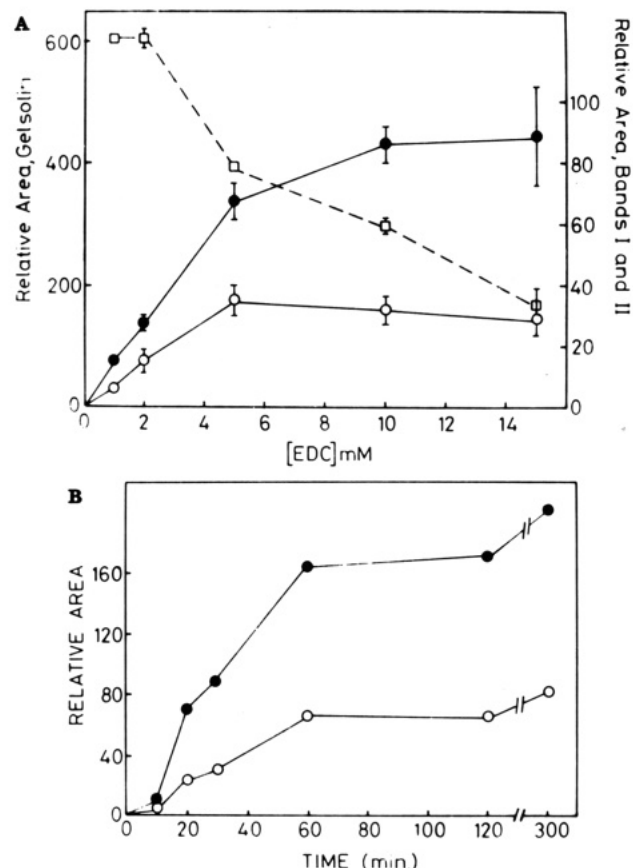 A
Relative Area, Gelsolin
600
400
200
0
Relative Area, Bands I and II
100
80
60
40
20
0
0 2 4 6 8 10 12 14
[EDC]mM
B
RELATIVE AREA
160
120
80
40
0
0 20 40 60 80 100 120 300
TIME (min)